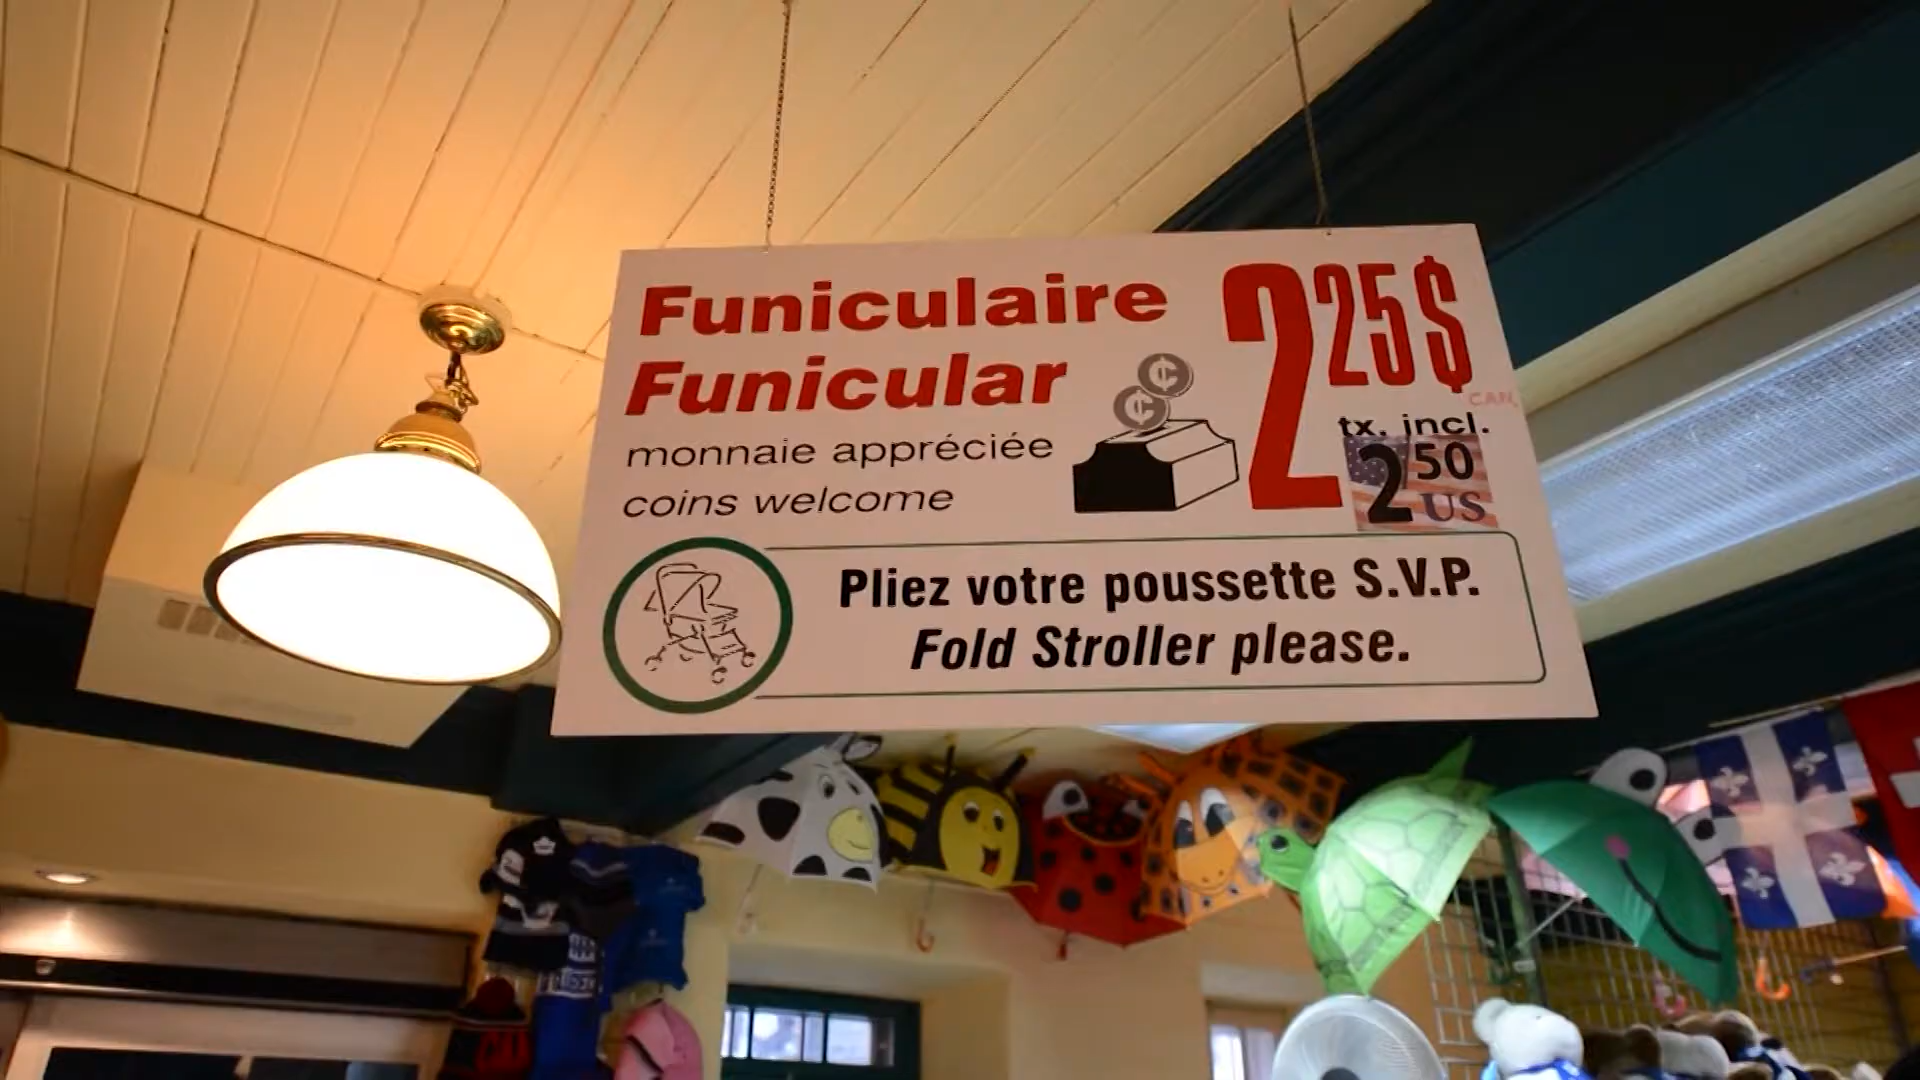 Funiculaire
Funicular
monnaie appréciée
coins welcome
2 25 $
CAN
tx. incl.
2 50
US
Pliez votre poussette S.V.P.
Fold Stroller please.